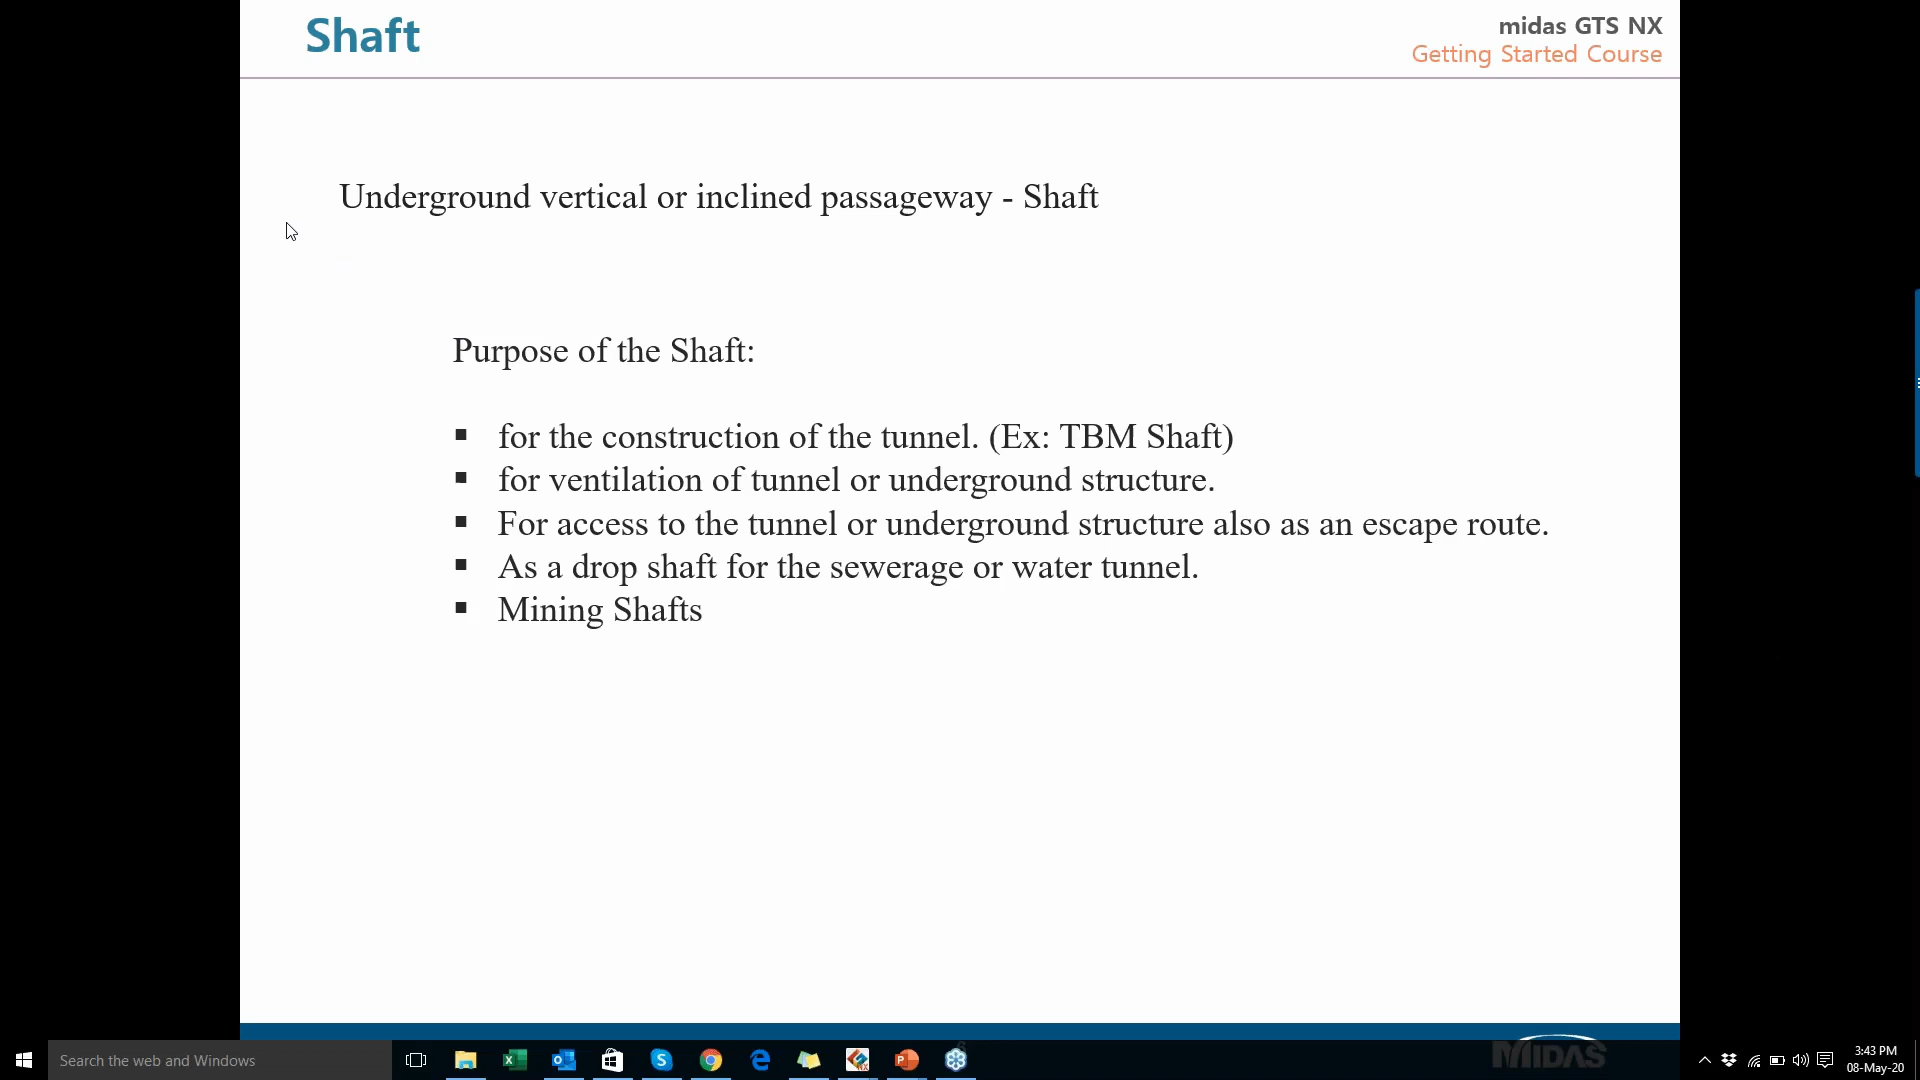 Shaft
midas GTS NX
Getting Started Course
Underground vertical or inclined passageway - Shaft
Purpose of the Shaft:
▪ for the construction of the tunnel. (Ex: TBM Shaft)
▪ for ventilation of tunnel or underground structure.
▪ For access to the tunnel or underground structure also as an escape route.
▪ As a drop shaft for the sewerage or water tunnel.
▪ Mining Shafts
MIDAS
Search the web and Windows
3:43 PM
08-May-20